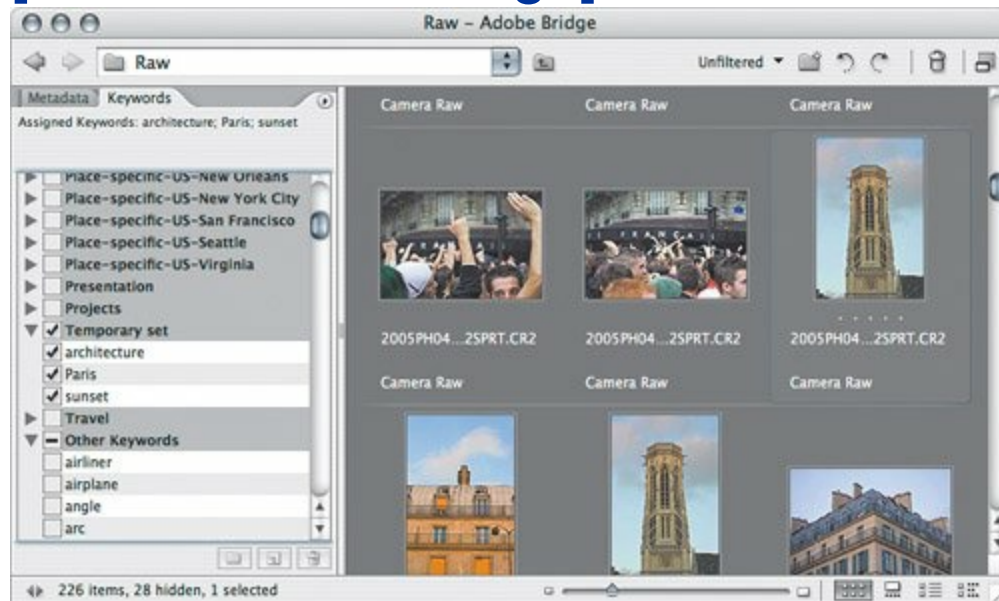 Raw – Adobe Bridge
Raw
Unfiltered
Metadata Keywords
Assigned Keywords: architecture; Paris; sunset
Place-specific-US-New Orleans
Place-specific-US-New York City
Place-specific-US-San Francisco
Place-specific-US-Seattle
Place-specific-US-Virginia
Presentation
Projects
Temporary set
architecture
Paris
sunset
Travel
Other Keywords
airliner
airplane
angle
arc
Camera Raw Camera Raw Camera Raw
FRANÇAI
2005PH04...2SPRT.CR2 2005PH04...2SPRT.CR2 2005PH04...2SPRT.CR2
Camera Raw Camera Raw Camera Raw
226 items, 28 hidden, 1 selected